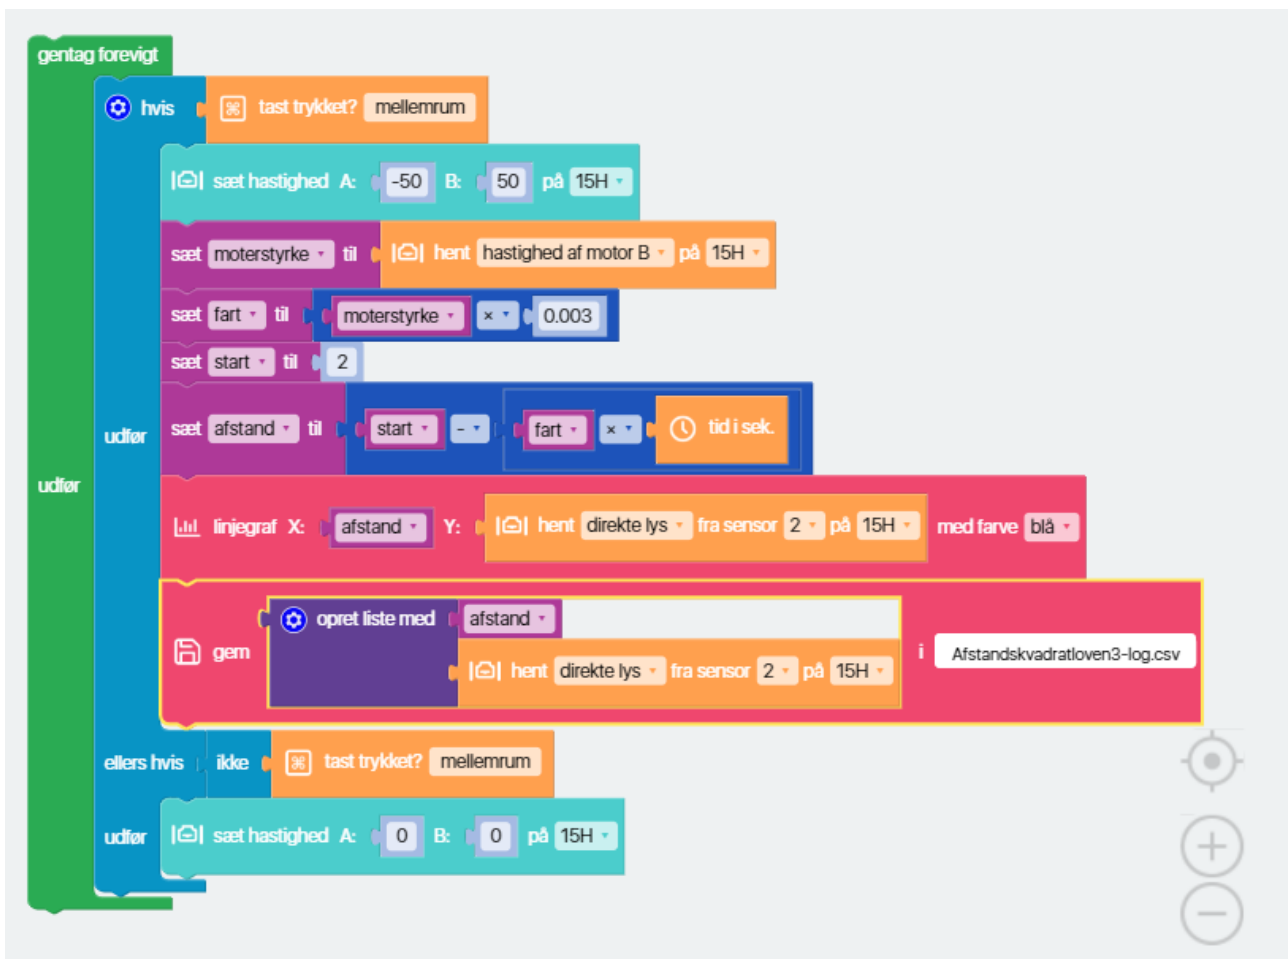 gentag forevigt
hvis tast trykket? mellemrum
sæt hastighed A: -50 B: 50 på 15H
sæt moterstyrke til hent hastighed af motor B på 15H
sæt fart til moterstyrke × 0.003
sæt start til 2
udfør sæt afstand til start - fart × tid i sek.
udfør
linjegraf X: afstand Y: hent direkte lys fra sensor 2 på 15H med farve blå
gem opret liste med afstand
hent direkte lys fra sensor 2 på 15H
i Afstandskvadratloven3-log.csv
ellers hvis ikke tast trykket? mellemrum
udfør sæt hastighed A: 0 B: 0 på 15H